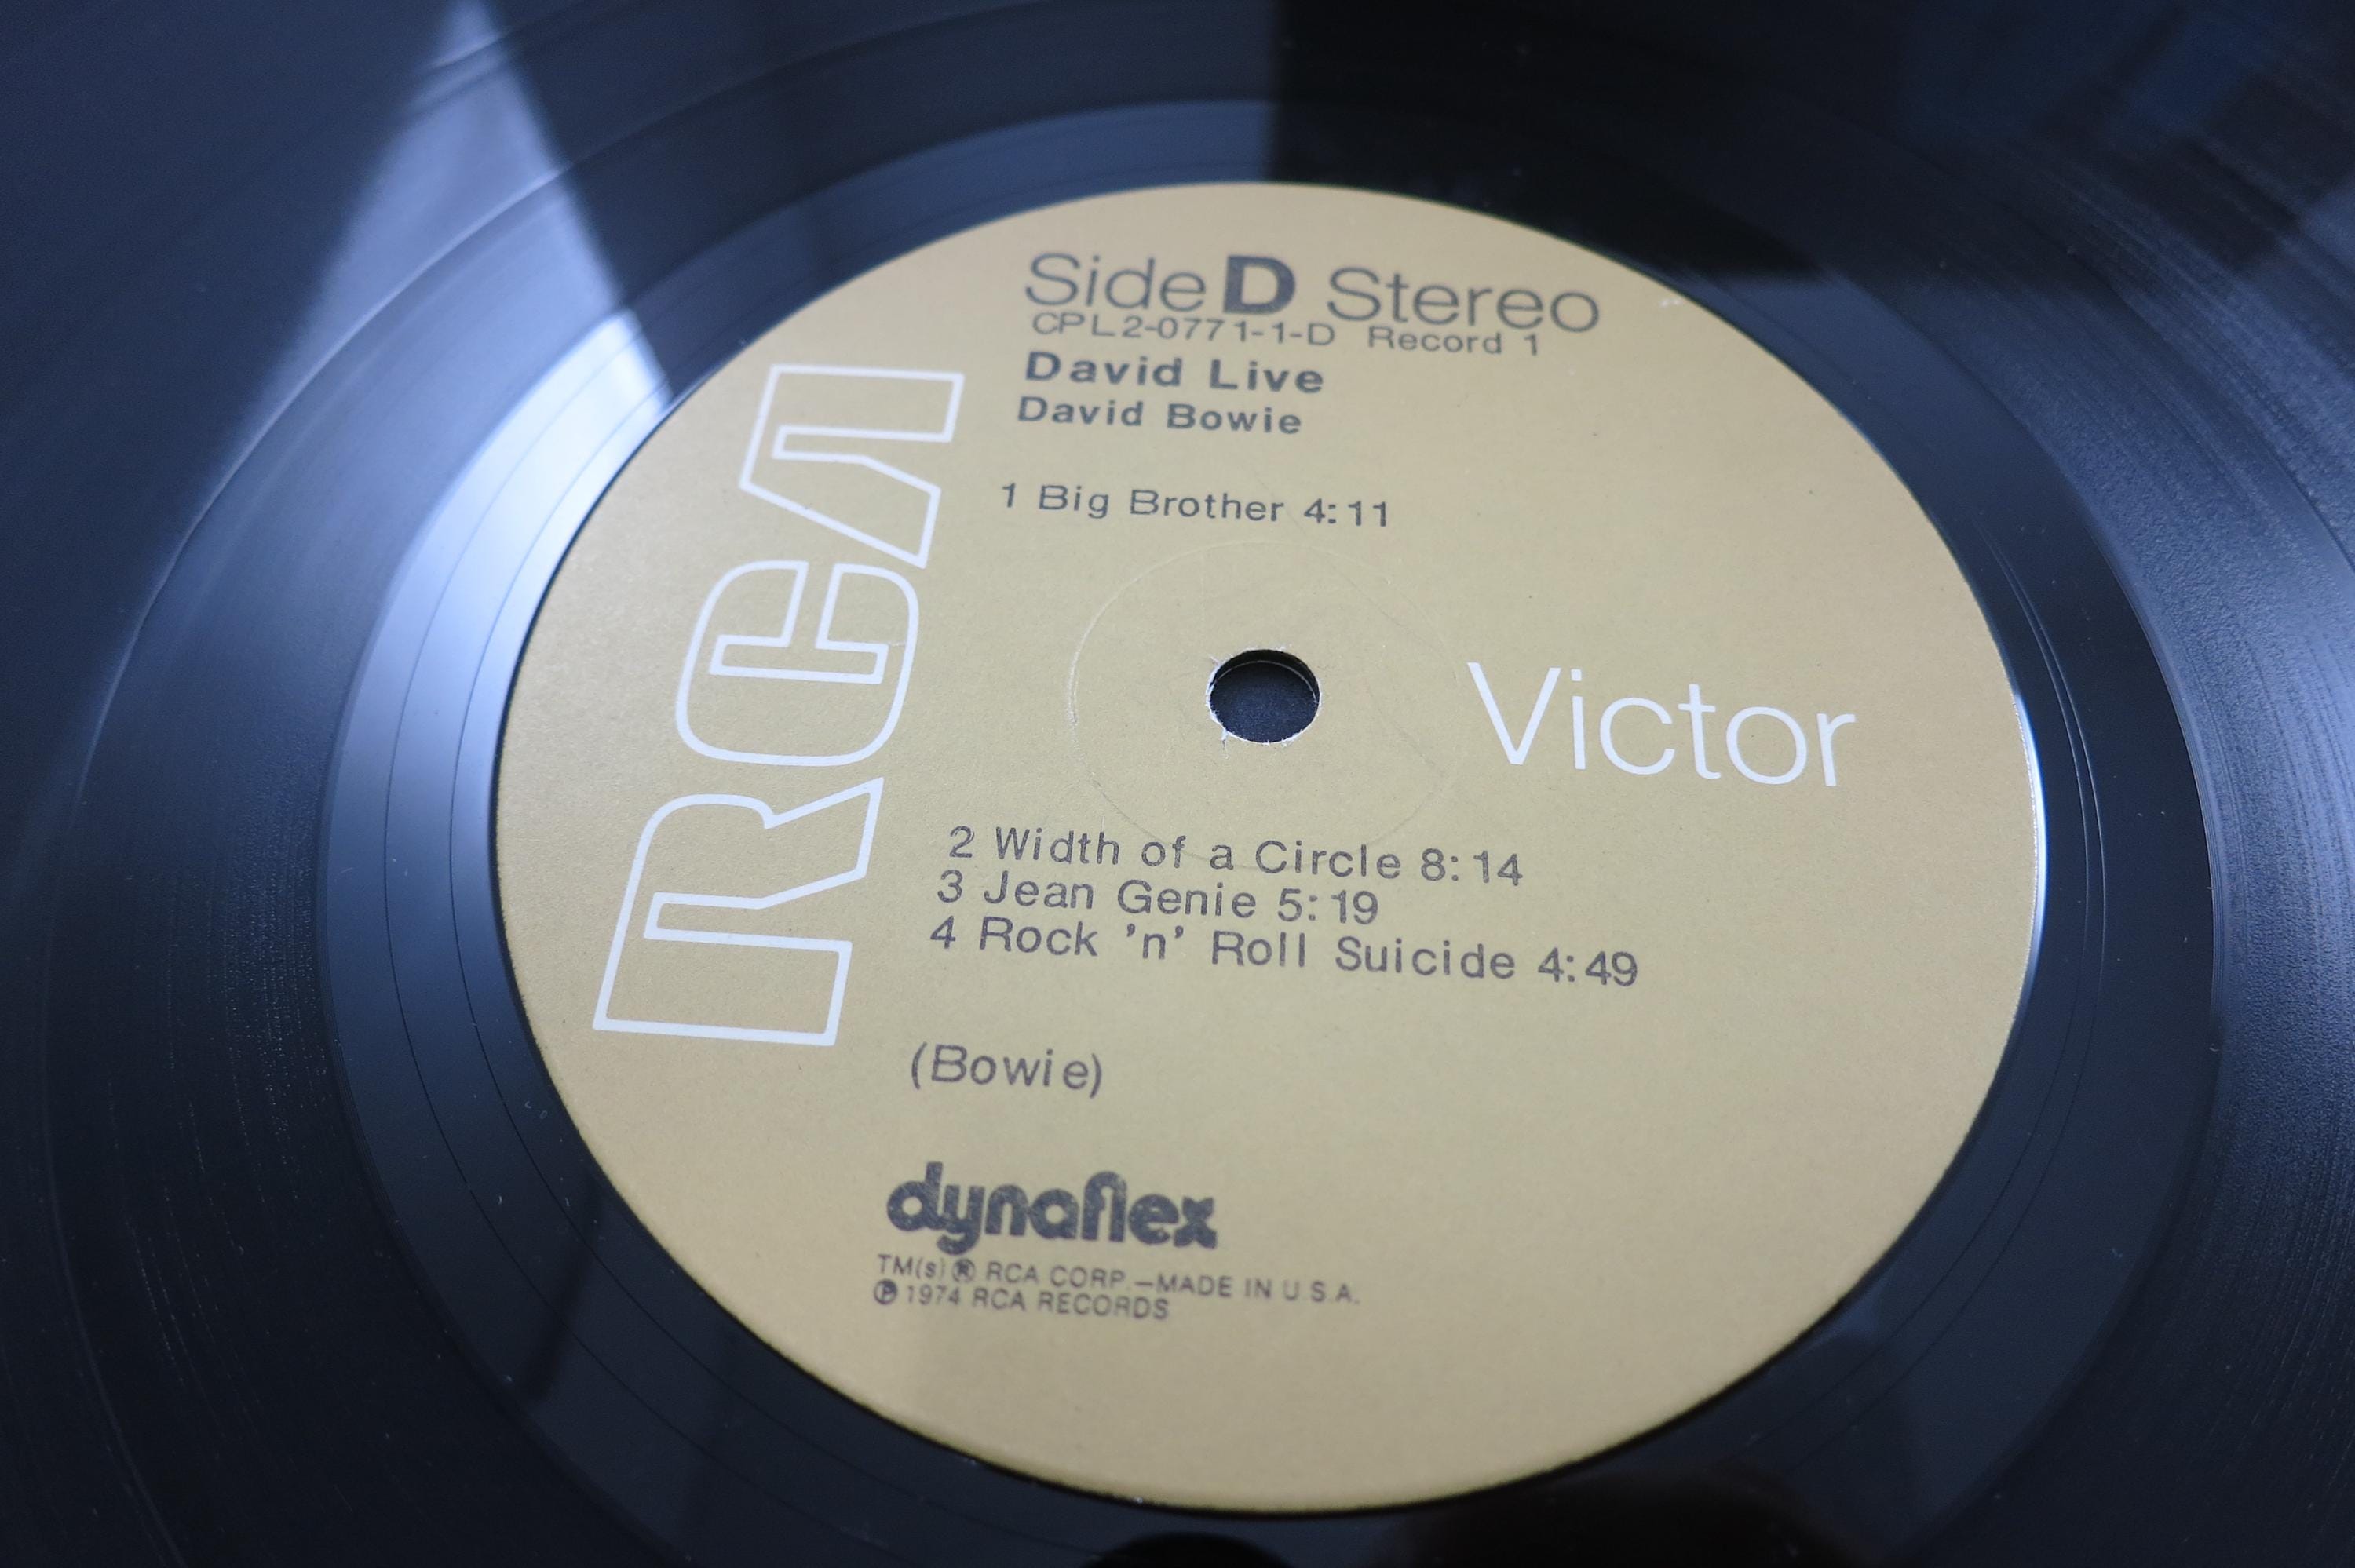 Side D Stereo
CPL2-0771-1-D Record 1
David Live
David Bowie
1 Big Brother 4:11
RCA
Victor
2 Width of a Circle 8:14
3 Jean Genie 5:19
4 Rock 'n' Roll Suicide 4:49
(Bowie)
dynaflex
TM(s) ® RCA CORP.—MADE IN U.S.A.
℗ 1974 RCA RECORDS